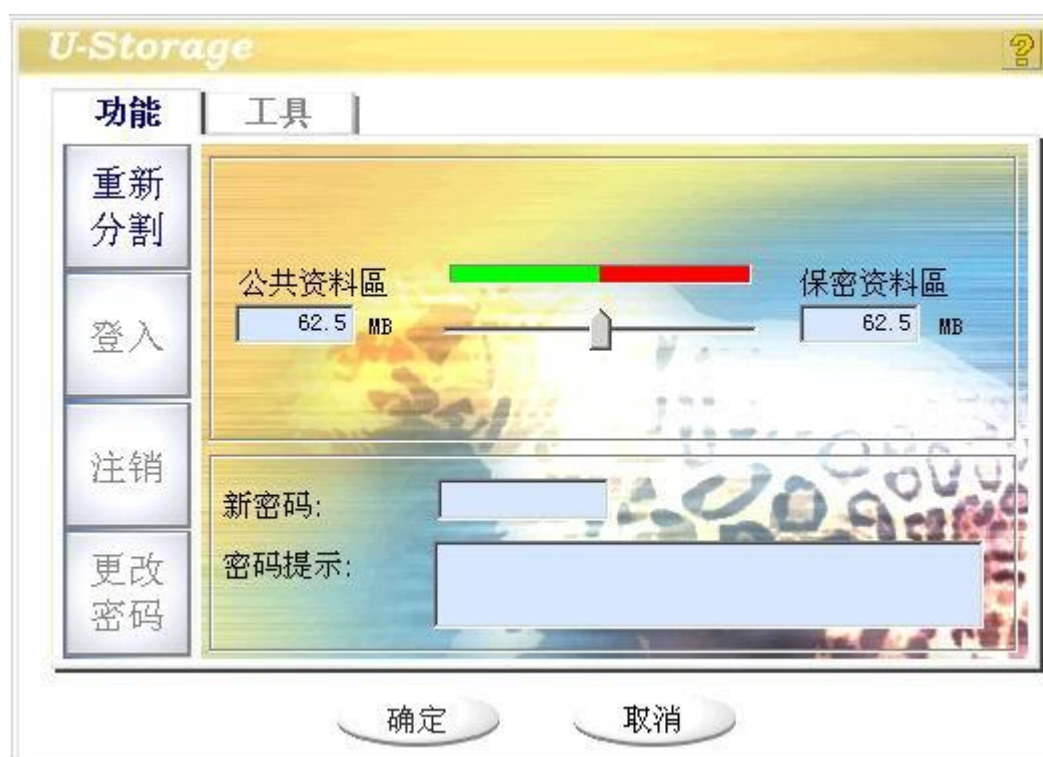 U-Storage
?
功能 工具
重新
分割
登入
注销
更改
密码
公共资料區
62.5 MB
保密资料區
62.5 MB
新密码:
密码提示:
确定 取消